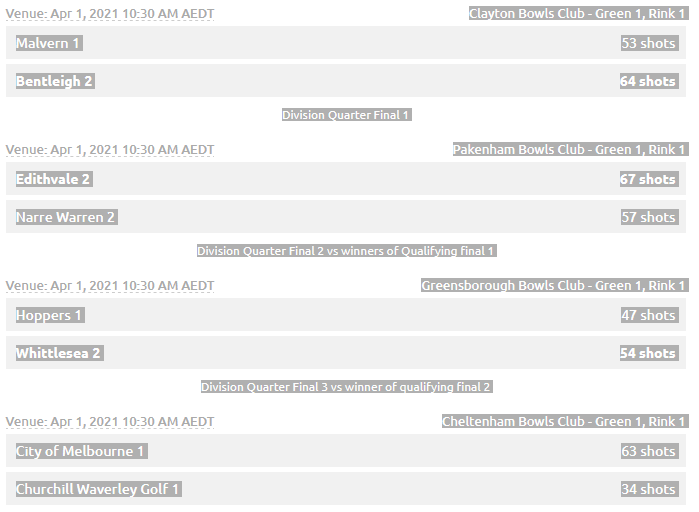 Venue: Apr 1, 2021 10:30 AM AEDT Clayton Bowls Club - Green 1, Rink 1
Malvern 1 53 shots
Bentleigh 2 64 shots
Division Quarter Final 1
Venue: Apr 1, 2021 10:30 AM AEDT Pakenham Bowls Club - Green 1, Rink 1
Edithvale 2 67 shots
Narre Warren 2 57 shots
Division Quarter Final 2 vs winners of Qualifying final 1
Venue: Apr 1, 2021 10:30 AM AEDT Greensborough Bowls Club - Green 1, Rink 1
Hoppers 1 47 shots
Whittlesea 2 54 shots
Division Quarter Final 3 vs winner of qualifying final 2
Venue: Apr 1, 2021 10:30 AM AEDT Cheltenham Bowls Club - Green 1, Rink 1
City of Melbourne 1 63 shots
Churchill Waverley Golf 1 34 shots